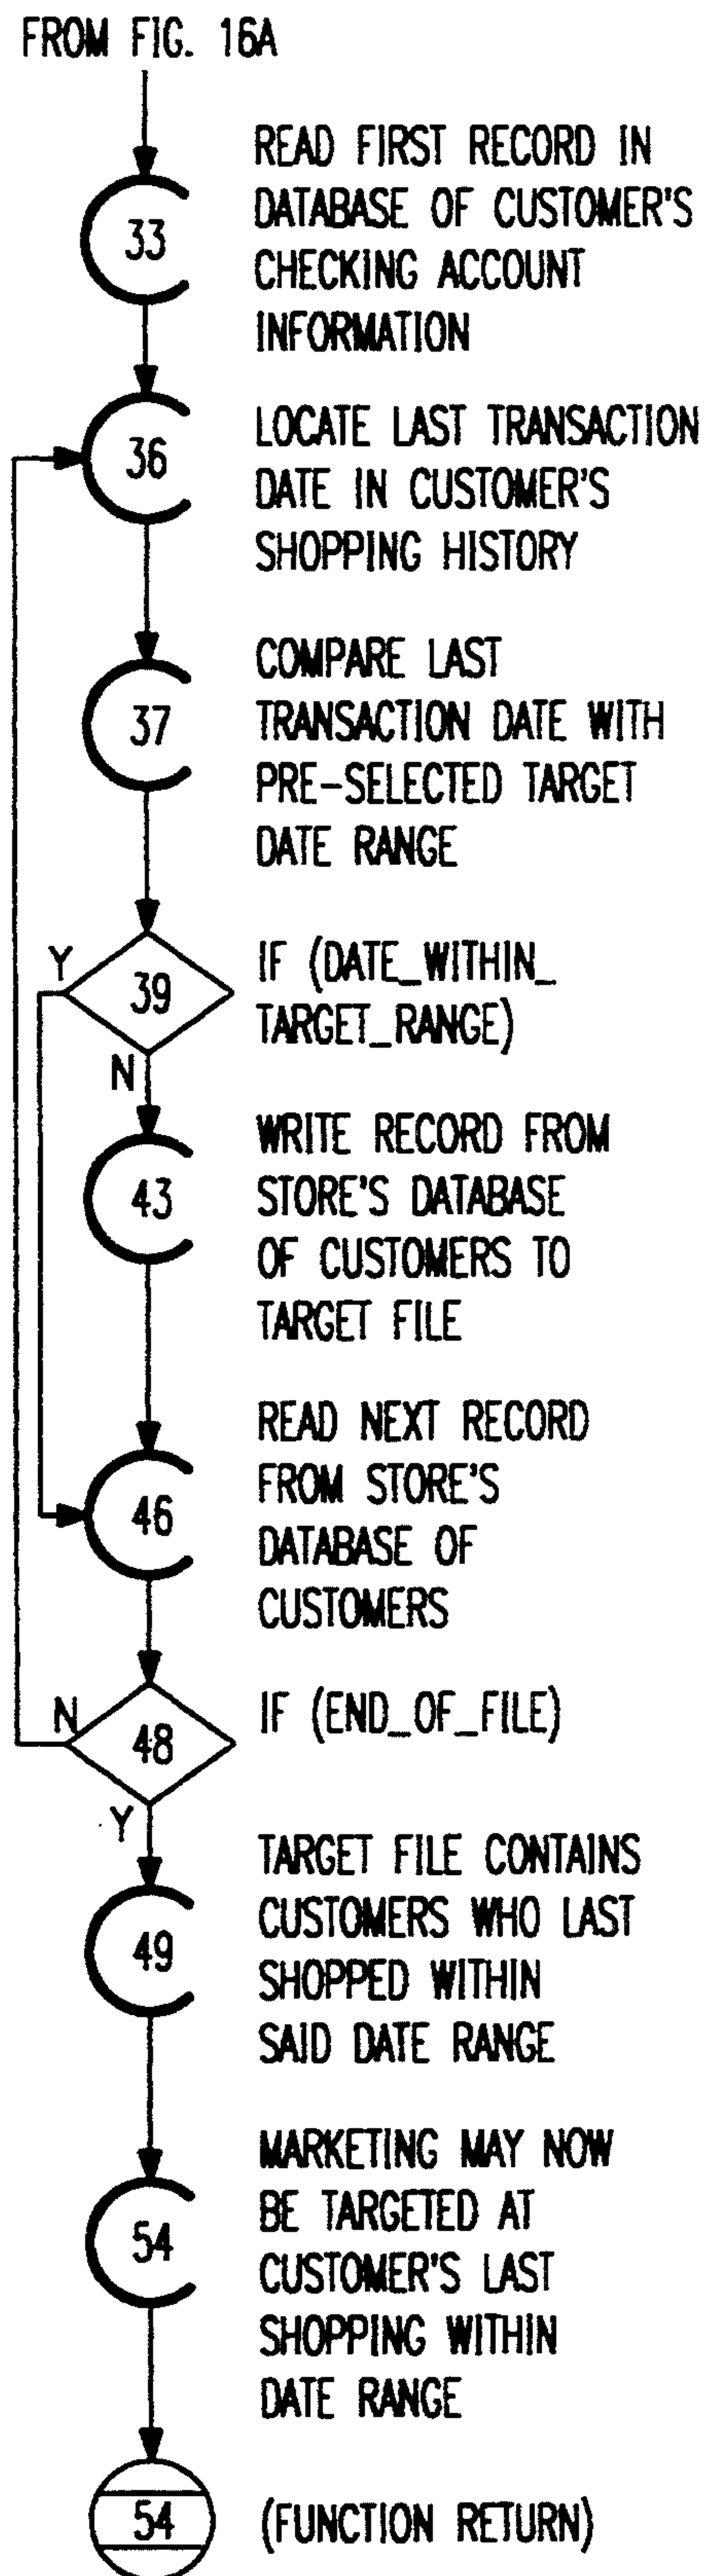 FROM FIG. 16A
33
READ FIRST RECORD IN
DATABASE OF CUSTOMER'S
CHECKING ACCOUNT
INFORMATION
36
LOCATE LAST TRANSACTION
DATE IN CUSTOMER'S
SHOPPING HISTORY
37
COMPARE LAST
TRANSACTION DATE WITH
PRE-SELECTED TARGET
DATE RANGE
Y
39
N
IF (DATE_WITHIN_
TARGET_RANGE)
43
WRITE RECORD FROM
STORE'S DATABASE
OF CUSTOMERS TO
TARGET FILE
46
READ NEXT RECORD
FROM STORE'S
DATABASE OF
CUSTOMERS
N
48
Y
IF (END_OF_FILE)
49
TARGET FILE CONTAINS
CUSTOMERS WHO LAST
SHOPPED WITHIN
SAID DATE RANGE
54
MARKETING MAY NOW
BE TARGETED AT
CUSTOMER'S LAST
SHOPPING WITHIN
DATE RANGE
54
(FUNCTION RETURN)